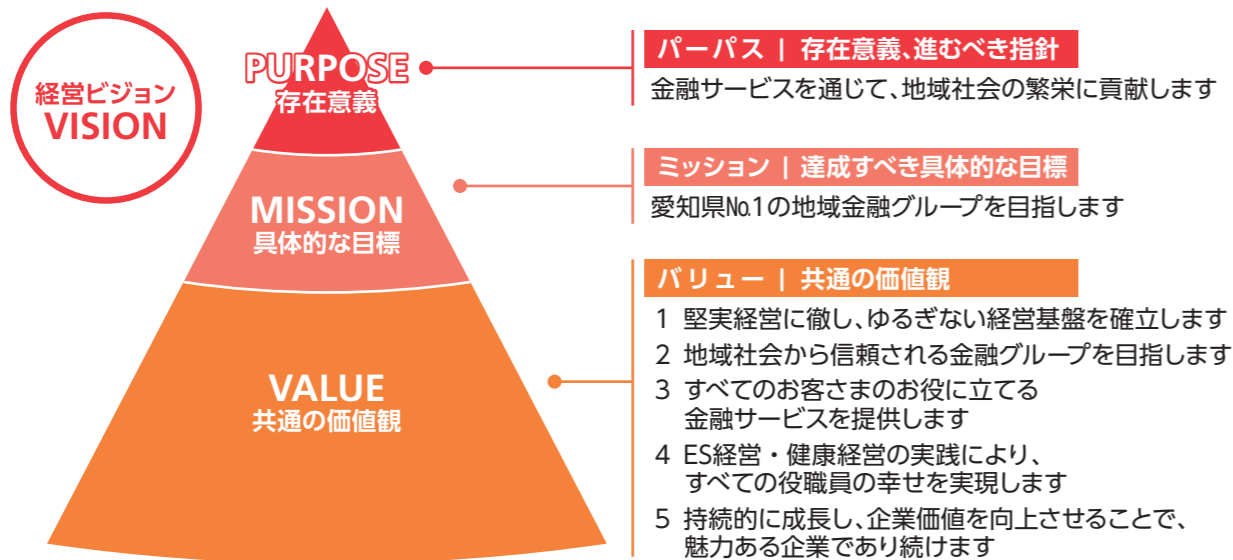 経営ビジョン
VISION
PURPOSE
存在意義
MISSION
具体的な目標
VALUE
共通の価値観
パーパス | 存在意義、進むべき指針
金融サービスを通じて、地域社会の繁栄に貢献します
ミッション | 達成すべき具体的な目標
愛知県№1の地域金融グループを目指します
バリュー | 共通の価値観
1 堅実経営に徹し、ゆるぎない経営基盤を確立します
2 地域社会から信頼される金融グループを目指します
3 すべてのお客さまのお役に立てる
金融サービスを提供します
4 ES経営・健康経営の実践により、
すべての役職員の幸せを実現します
5 持続的に成長し、企業価値を向上させることで、
魅力ある企業であり続けます